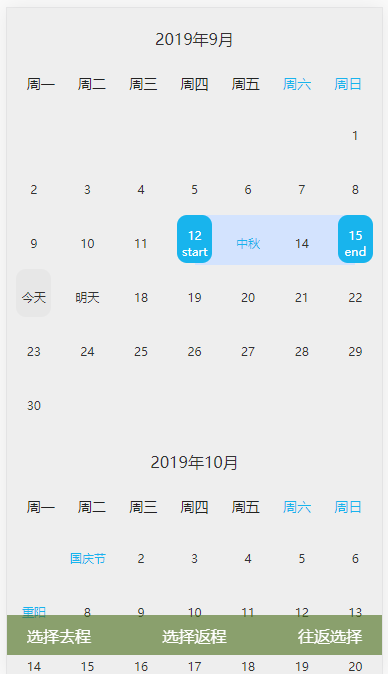 2019年9月
周一 周二 周三 周四 周五 周六 周日
1
2 3 4 5 6 7 8
9 10 11 12 中秋 14 15
start end
今天 明天 18 19 20 21 22
23 24 25 26 27 28 29
30
2019年10月
周一 周二 周三 周四 周五 周六 周日
国庆节 2 3 4 5 6
重阳 8 9 10 11 12 13
选择去程 选择返程 往返选择
14 15 16 17 18 19 20